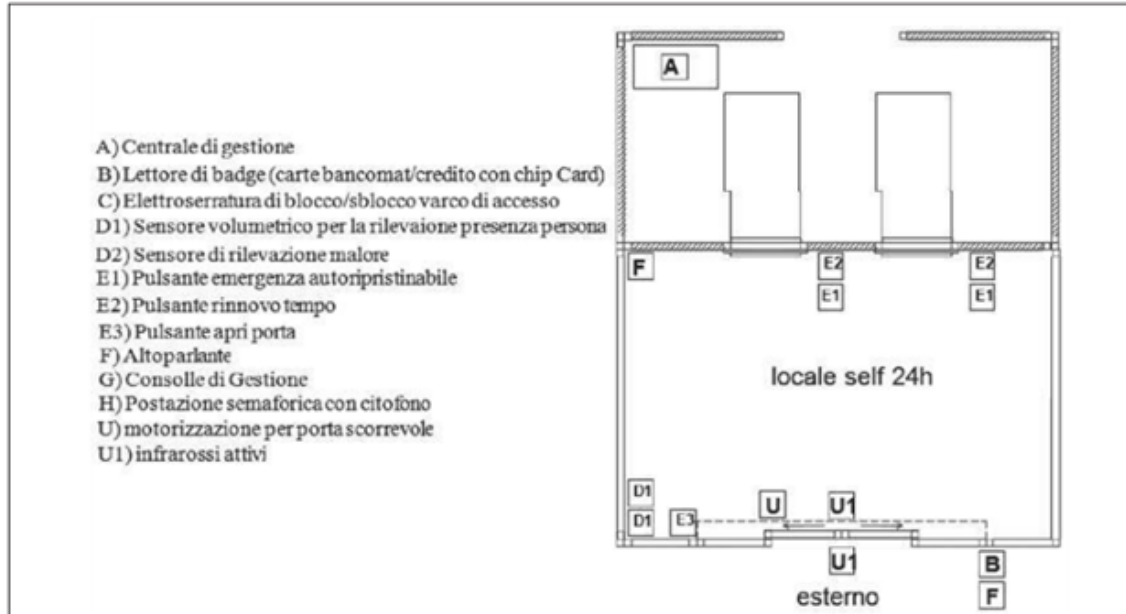 A) Centrale di gestione
B) Lettore di badge (carte bancomat/credito con chip Card)
C) Elettroserratura di blocco/sblocco varco di accesso
D1) Sensore volumetrico per la rilevaione presenza persona
D2) Sensore di rilevazione malore
E1) Pulsante emergenza autoripristinabile
E2) Pulsante rinnovo tempo
E3) Pulsante apri porta
F) Altoparlante
G) Consolle di Gestione
H) Postazione semaforica con citofono
U) motorizzazione per porta scorrevole
U1) infrarossi attivi
A
F E2 E2
E1 E1
locale self 24h
D1 U U1
D1 E3
U1 B
esterno F